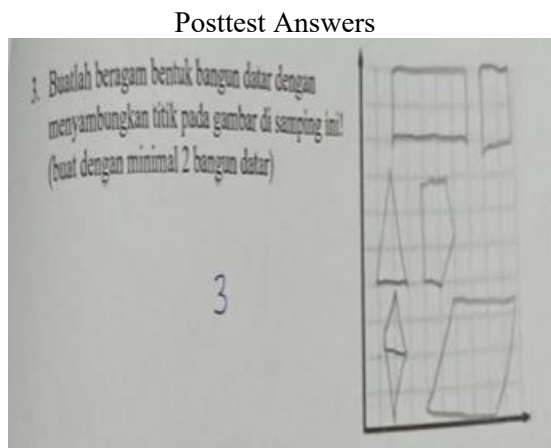 Posttest Answers
3. Buatlah beragam bentuk bangun datar dengan
menyambungkan titik pada gambar di samping ini!
(buat dengan minimal 2 bangun datar)
3